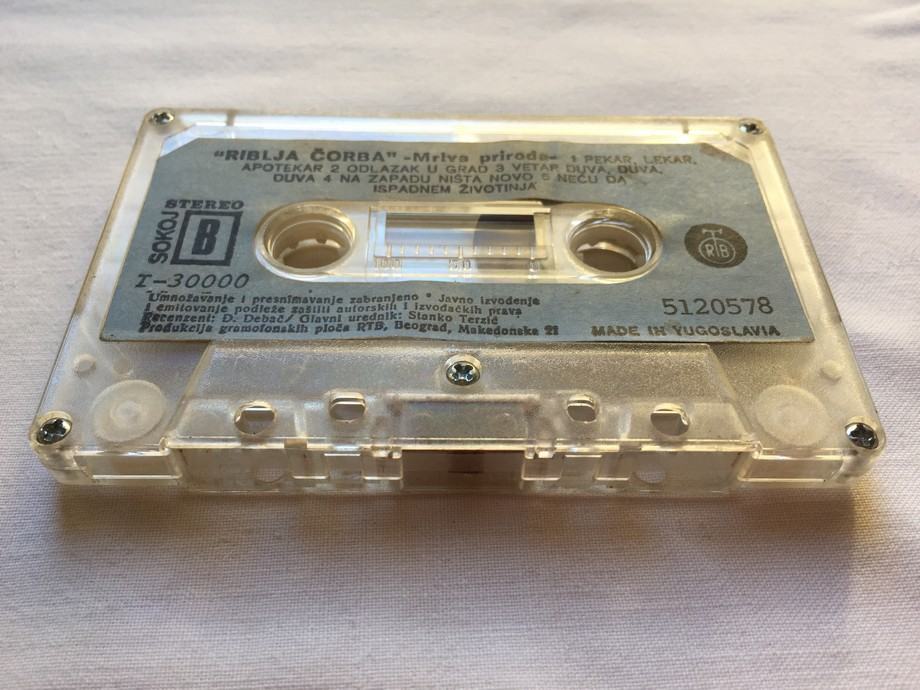 "RIBLJA ČORBA" -Mrtva priroda- 1 PEKAR, LEKAR,
APOTEKAR 2 ODLAZAK U GRAD 3 VETAR DUVA, DUVA,
DUVA 4 NA ZAPADU NIŠTA NOVO 5 NEĆU DA
ISPADNEM ŽIVOTINJA
STEREO
SOKOJ
B
T-30000
RTB
100 50 0
Umnožavanje i presnimavanje zabranjeno * Javno izvođenje
i emitovanje podleže zaštiti autorskih i izvođačkih prava
Recenzent: D. Debač/ Glavni urednik: Stanko Terzić
Produkcija gramofonskih ploča RTB, Beograd, Makedonska 21
5120578
MADE IN YUGOSLAVIA